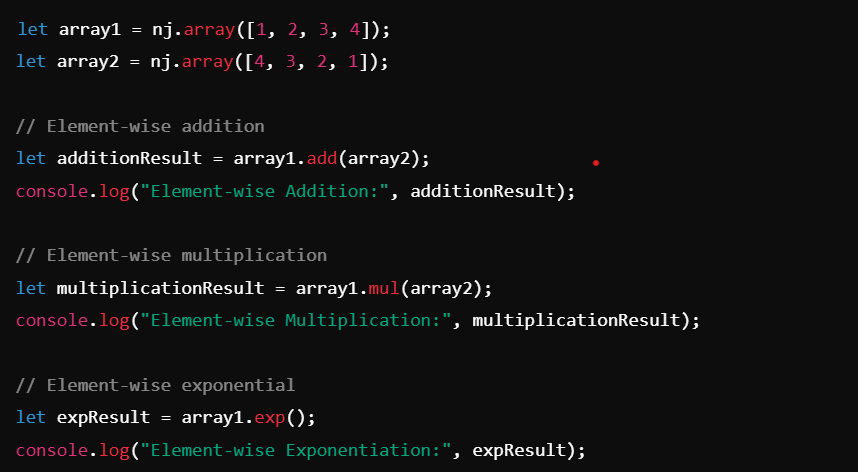 let array1 = nj.array([1, 2, 3, 4]);
let array2 = nj.array([4, 3, 2, 1]);
// Element-wise addition
let additionResult = array1.add(array2);
console.log("Element-wise Addition:", additionResult);
// Element-wise multiplication
let multiplicationResult = array1.mul(array2);
console.log("Element-wise Multiplication:", multiplicationResult);
// Element-wise exponential
let expResult = array1.exp();
console.log("Element-wise Exponentiation:", expResult);